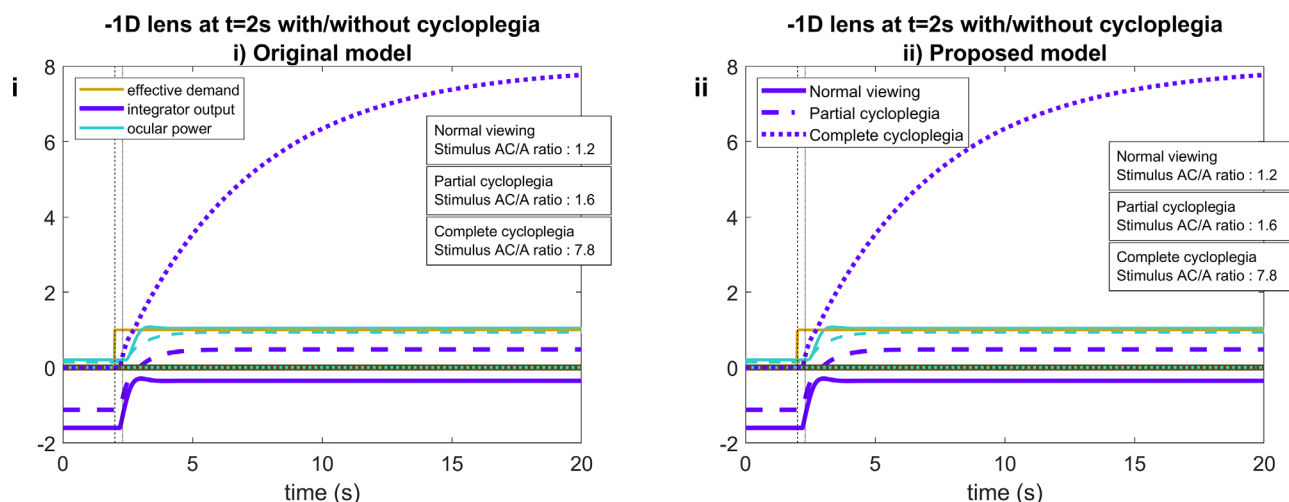 -1D lens at t=2s with/without cycloplegia
i) Original model
i
8
6
4
2
0
-2
0
5
10
15
20
time (s)
effective demand
integrator output
ocular power
Normal viewing
Stimulus AC/A ratio : 1.2
Partial cycloplegia
Stimulus AC/A ratio : 1.6
Complete cycloplegia
Stimulus AC/A ratio : 7.8
-1D lens at t=2s with/without cycloplegia
ii) Proposed model
ii
8
6
4
2
0
-2
0
5
10
15
20
time (s)
Normal viewing
Partial cycloplegia
Complete cycloplegia
Normal viewing
Stimulus AC/A ratio : 1.2
Partial cycloplegia
Stimulus AC/A ratio : 1.6
Complete cycloplegia
Stimulus AC/A ratio : 7.8